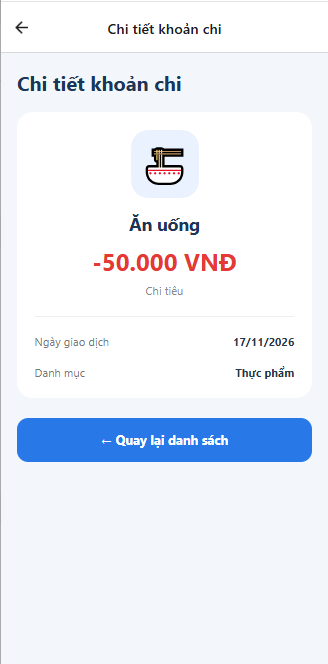 Chi tiết khoản chi
Chi tiết khoản chi
Ăn uống
-50.000 VNĐ
Chi tiêu
Ngày giao dịch 17/11/2026
Danh mục Thực phẩm
← Quay lại danh sách